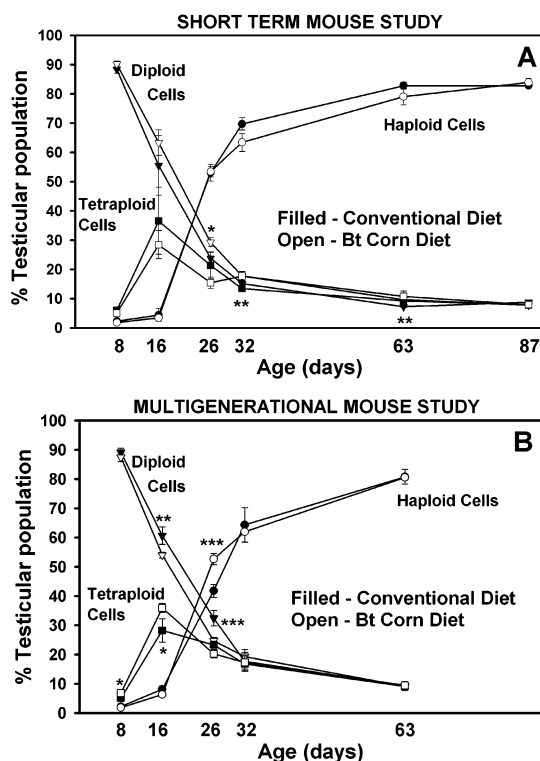 SHORT TERM MOUSE STUDY
A
% Testicular population
100
90
80
70
60
50
40
30
20
10
0
Diploid
Cells
Tetraploid
Cells
Haploid Cells
*
**
**
Filled - Conventional Diet
Open - Bt Corn Diet
8 16 26 32 63 87
Age (days)
MULTIGENERATIONAL MOUSE STUDY
B
% Testicular population
100
90
80
70
60
50
40
30
20
10
0
Diploid
Cells
Haploid Cells
**
***
Tetraploid
Cells
***
*
*
Filled - Conventional Diet
Open - Bt Corn Diet
8 16 26 32 63
Age (days)